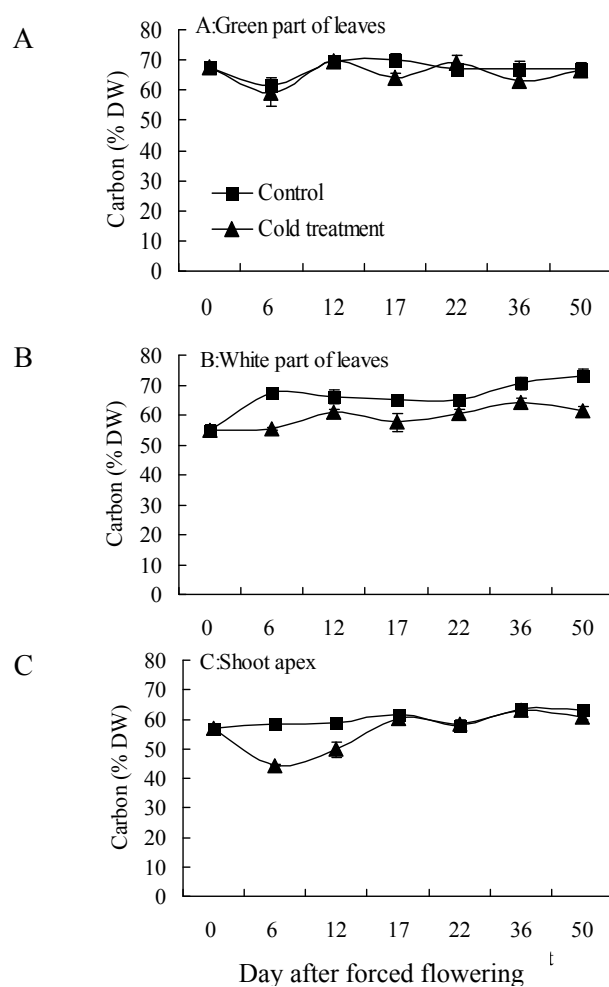 A
A:Green part of leaves
80
70
60
50
40
30
20
10
0
Carbon (% DW)
Control
Cold treatment
0 6 12 17 22 36 50
B
B:White part of leaves
80
70
60
50
40
30
20
10
0
Carbon (% DW)
0 6 12 17 22 36 50
C
C:Shoot apex
80
70
60
50
40
30
20
10
0
Carbon (% DW)
0 6 12 17 22 36 50
Day after forced flowering t